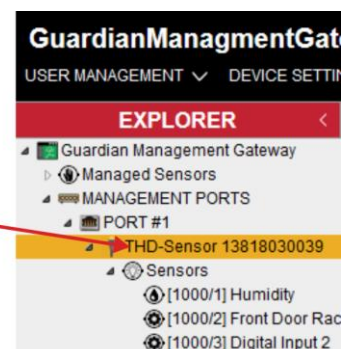 GuardianManagmentGat
USER MANAGEMENT DEVICE SETTIN
EXPLORER
Guardian Management Gateway
Managed Sensors
MANAGEMENT PORTS
PORT #1
THD-Sensor 13818030039
Sensors
[1000/1] Humidity
[1000/2] Front Door Rac
[1000/3] Digital Input 2